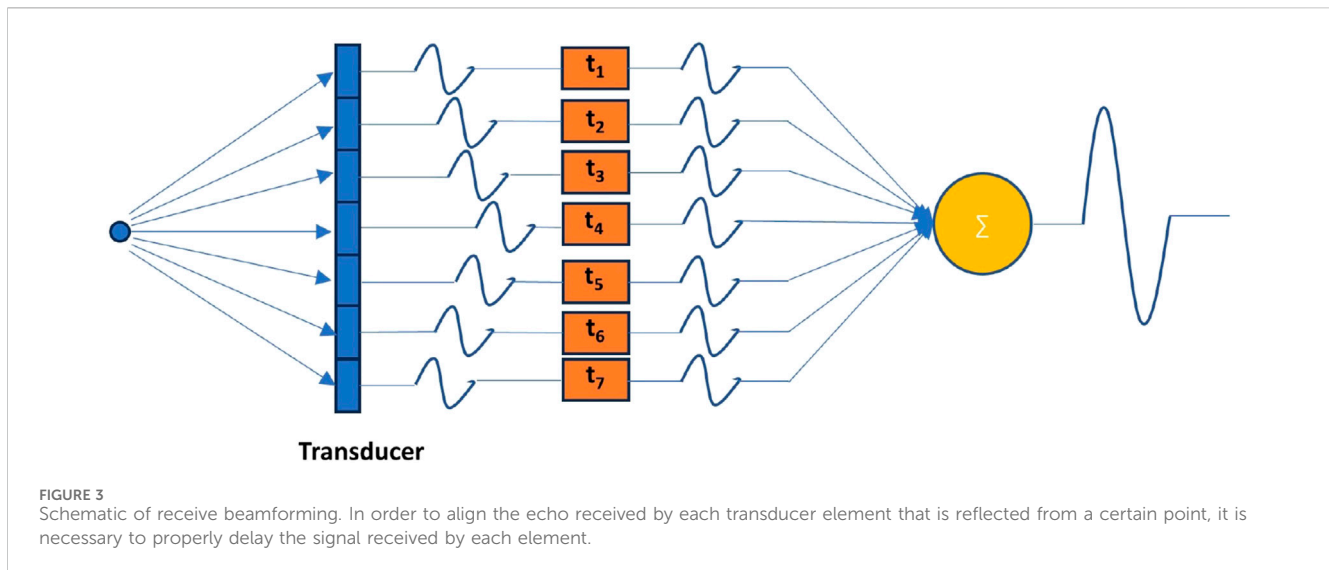 t₁
t₂
t₃
t₄
t₅
t₆
t₇
∑
Transducer
FIGURE 3
Schematic of receive beamforming. In order to align the echo received by each transducer element that is reflected from a certain point, it is
necessary to properly delay the signal received by each element.